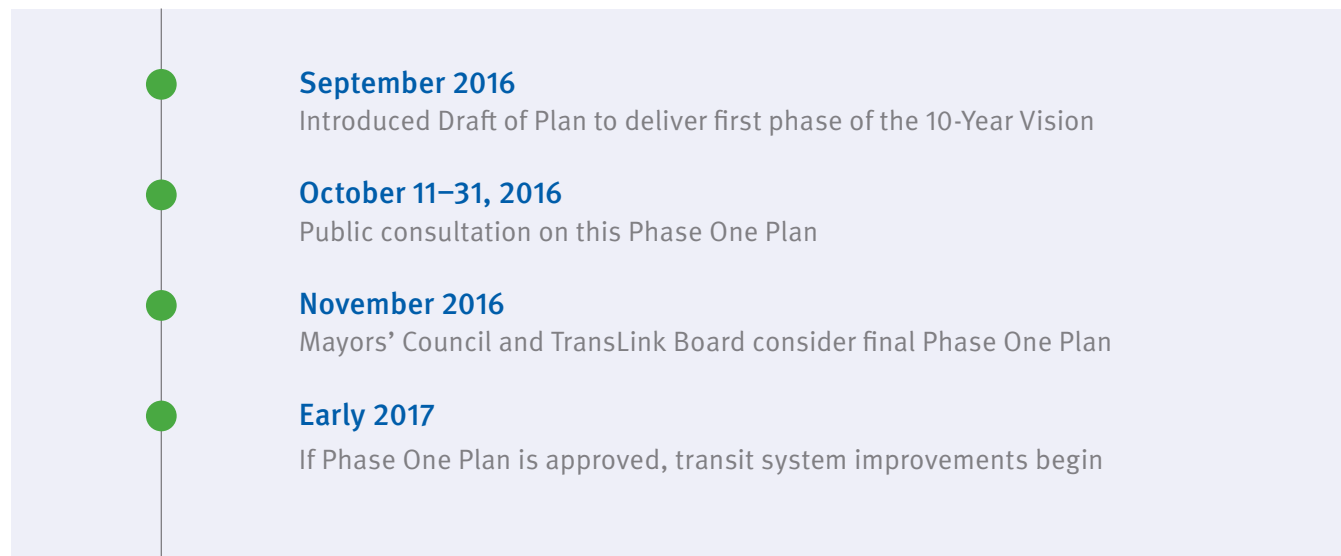 September 2016
Introduced Draft of Plan to deliver first phase of the 10-Year Vision
October 11–31, 2016
Public consultation on this Phase One Plan
November 2016
Mayors’ Council and TransLink Board consider final Phase One Plan
Early 2017
If Phase One Plan is approved, transit system improvements begin